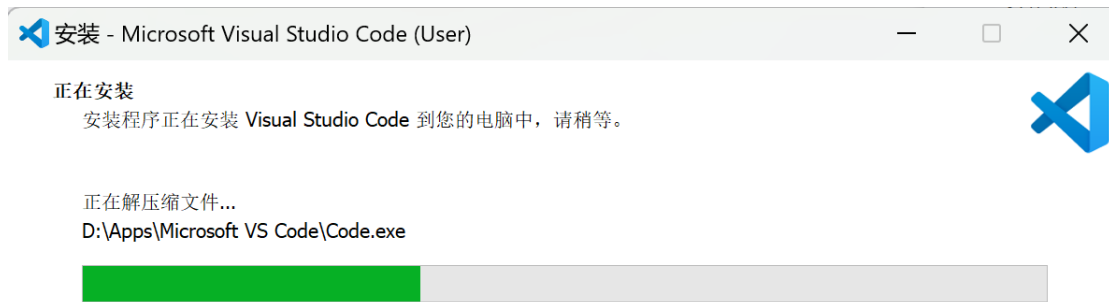 安装 - Microsoft Visual Studio Code (User)
正在安装
安装程序正在安装 Visual Studio Code 到您的电脑中，请稍等。
正在解压缩文件...
D:\Apps\Microsoft VS Code\Code.exe